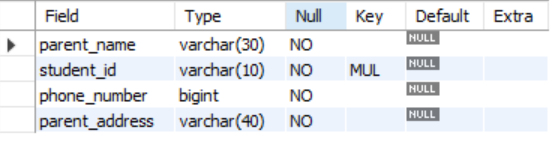 Field Type Null Key Default Extra
parent_name varchar(30) NO NULL
student_id varchar(10) NO MUL NULL
phone_number bigint NO NULL
parent_address varchar(40) NO NULL